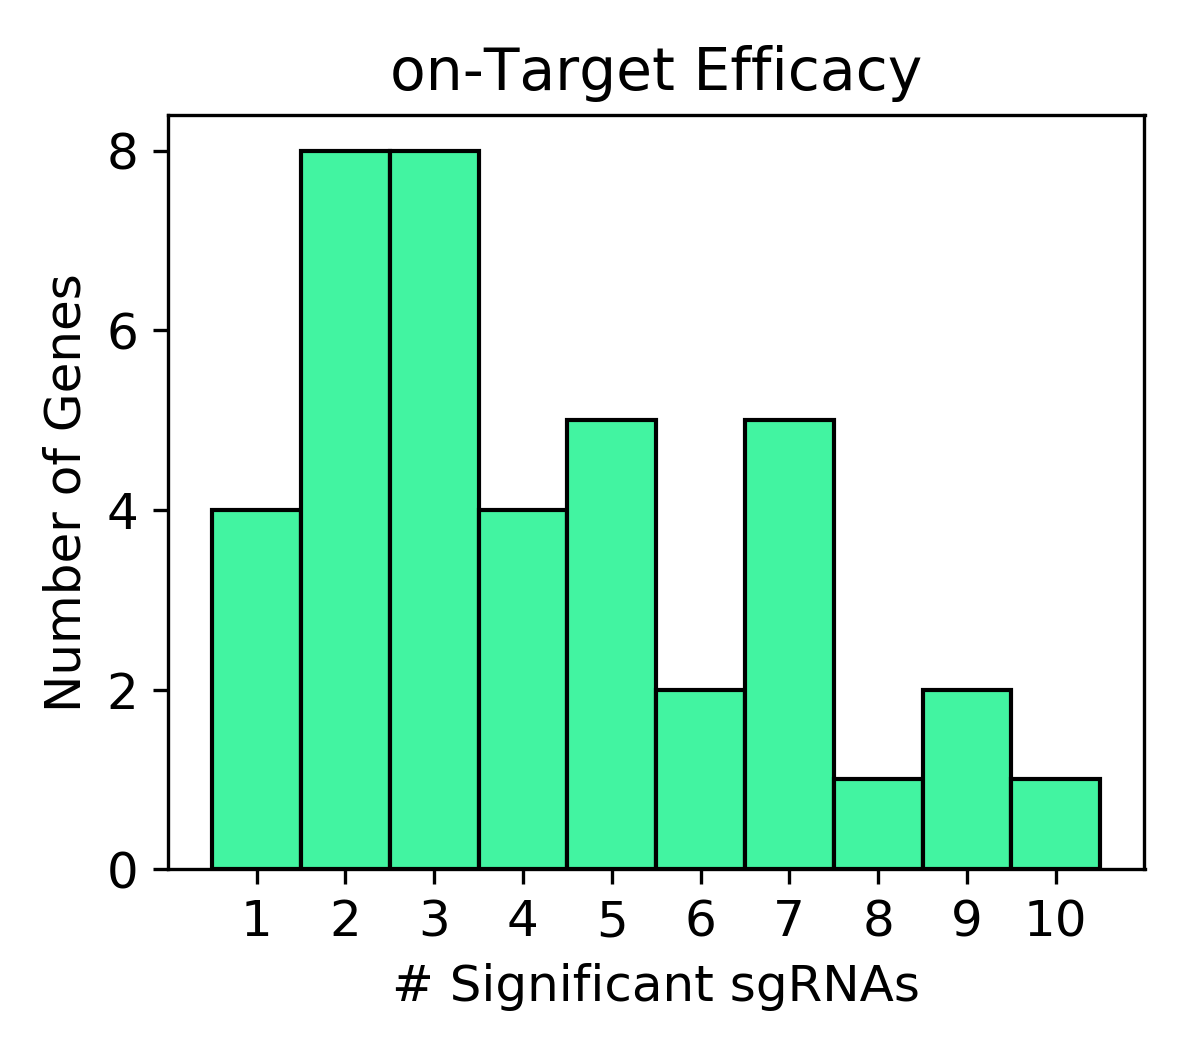 on-Target Efficacy
Number of Genes
8
6
4
2
0
1 2 3 4 5 6 7 8 9 10
# Significant sgRNAs